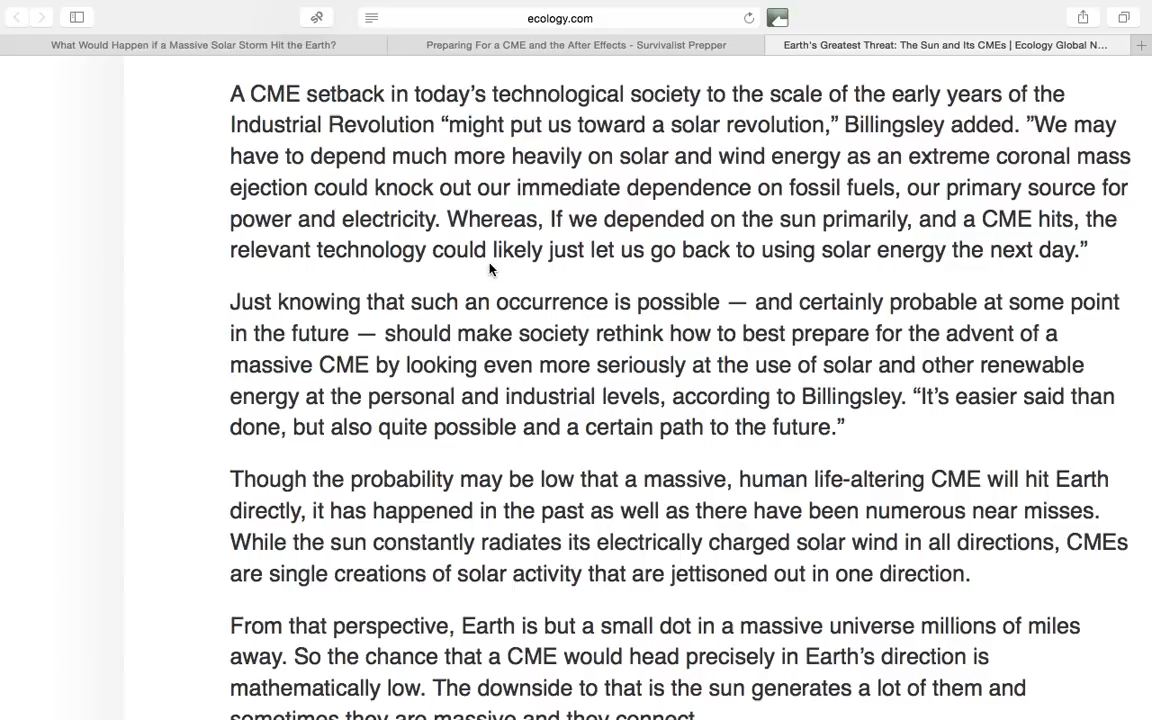 ecology.com
What Would Happen if a Massive Solar Storm Hit the Earth?
Preparing For a CME and the After Effects - Survivalist Prepper
Earth's Greatest Threat: The Sun and Its CMEs | Ecology Global N...
A CME setback in today’s technological society to the scale of the early years of the
Industrial Revolution “might put us toward a solar revolution,” Billingsley added. ”We may
have to depend much more heavily on solar and wind energy as an extreme coronal mass
ejection could knock out our immediate dependence on fossil fuels, our primary source for
power and electricity. Whereas, If we depended on the sun primarily, and a CME hits, the
relevant technology could likely just let us go back to using solar energy the next day.”
Just knowing that such an occurrence is possible — and certainly probable at some point
in the future — should make society rethink how to best prepare for the advent of a
massive CME by looking even more seriously at the use of solar and other renewable
energy at the personal and industrial levels, according to Billingsley. “It’s easier said than
done, but also quite possible and a certain path to the future.”
Though the probability may be low that a massive, human life-altering CME will hit Earth
directly, it has happened in the past as well as there have been numerous near misses.
While the sun constantly radiates its electrically charged solar wind in all directions, CMEs
are single creations of solar activity that are jettisoned out in one direction.
From that perspective, Earth is but a small dot in a massive universe millions of miles
away. So the chance that a CME would head precisely in Earth’s direction is
mathematically low. The downside to that is the sun generates a lot of them and
sometimes they are massive and they connect.